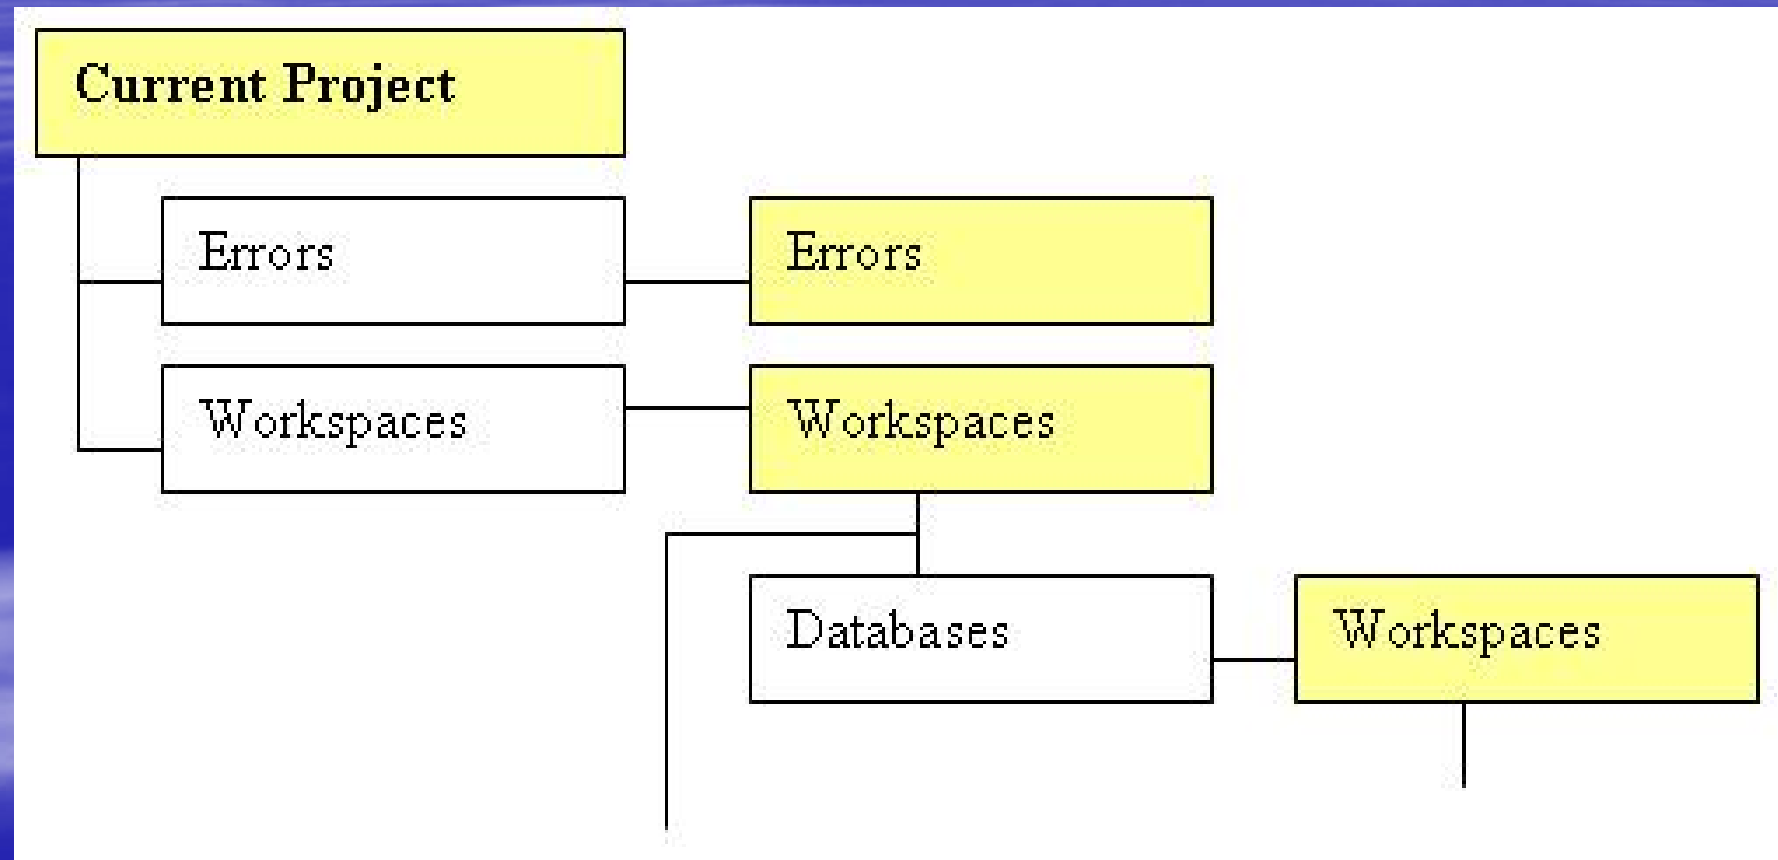 Current Project
Errors
Errors
Workspaces
Workspaces
Databases
Workspaces